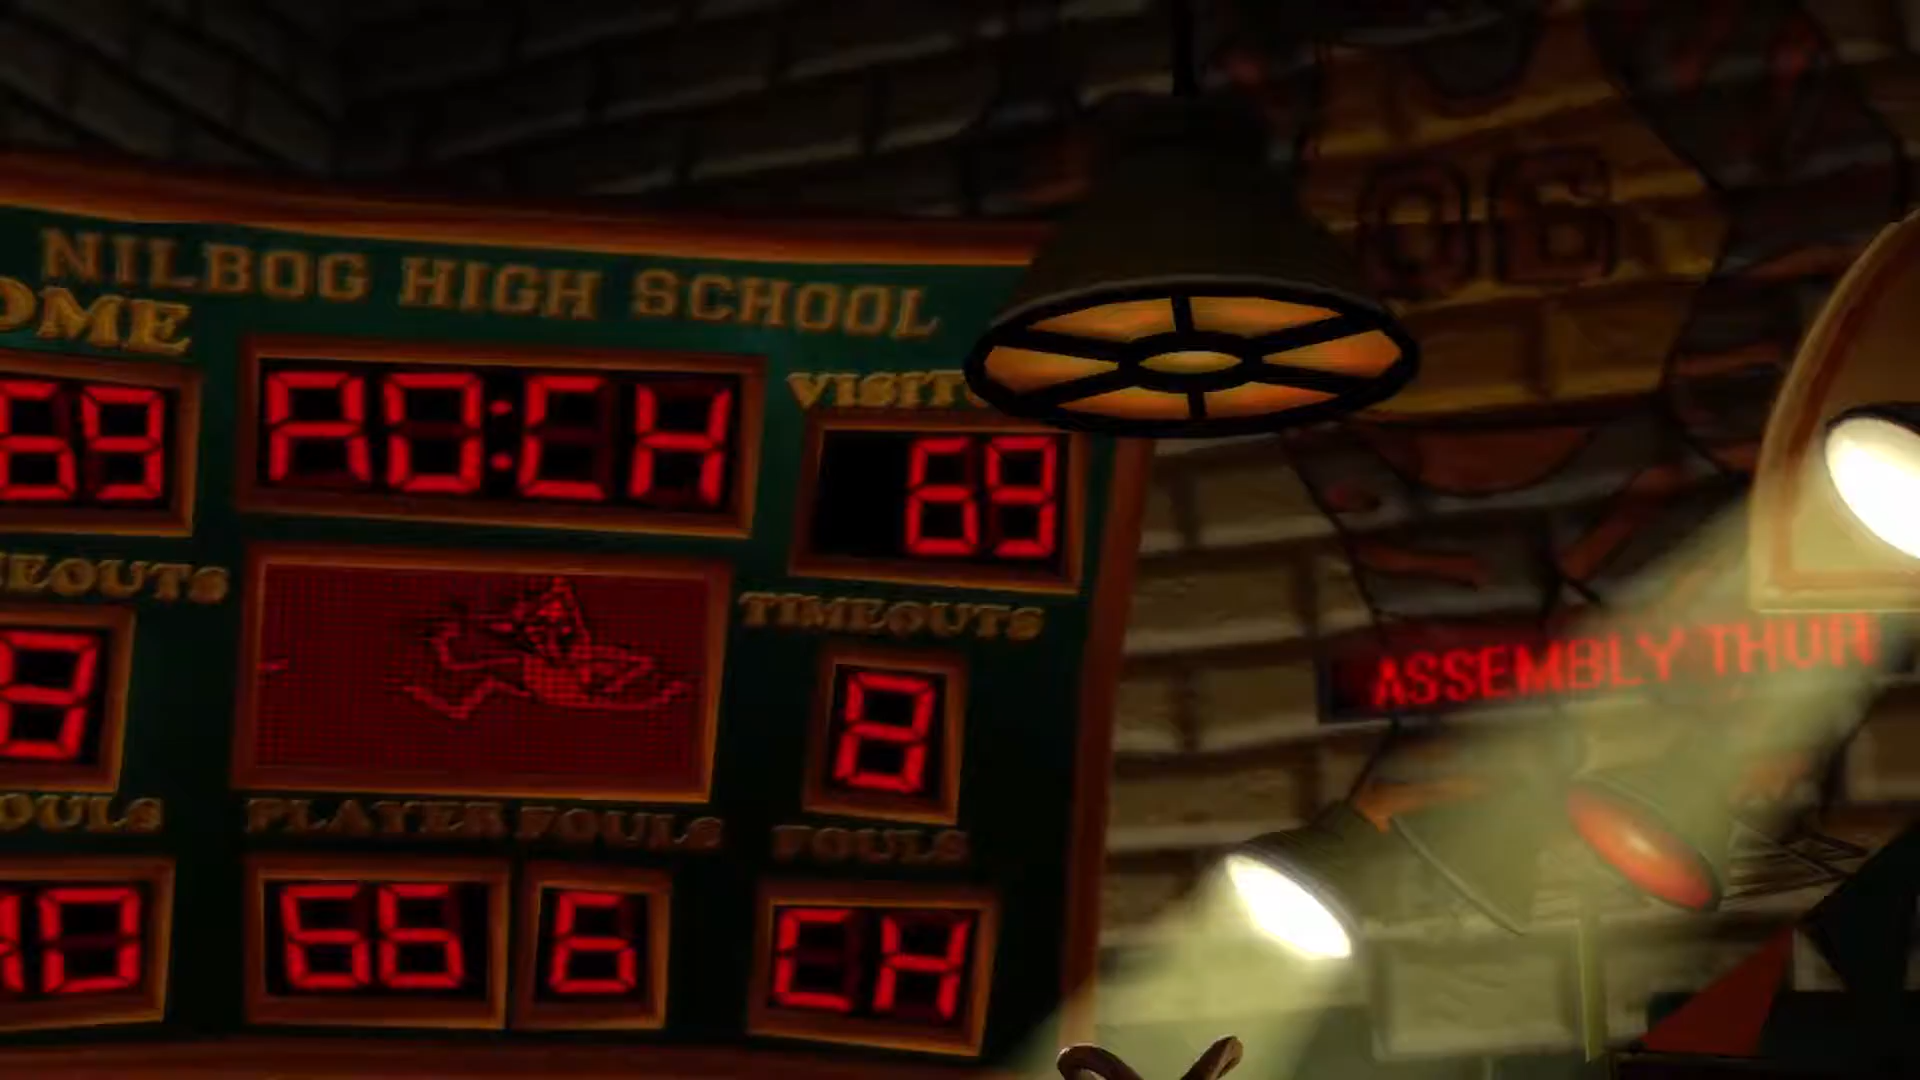 06
NILBOG HIGH SCHOOL
OME
VISIT
69
RO:CH
69
EOUTS
TIMEOUTS
2
ASSEMBLY THUR
OULS
PLAYER FOULS
FOULS
66
6
CH